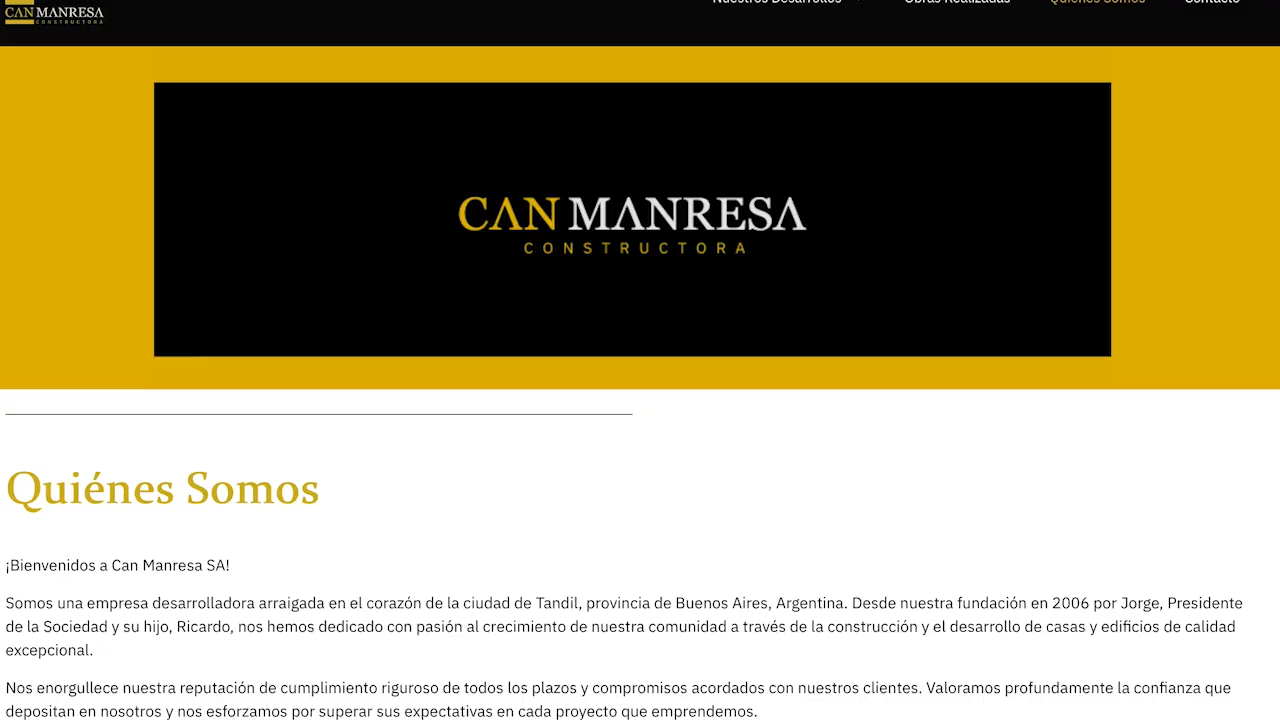 CAN MANRESA
CONSTRUCTORA
Nuestros Desarrollos Obras Realizadas Quienes Somos Contacto
CAN MANRESA
CONSTRUCTORA
Quiénes Somos
¡Bienvenidos a Can Manresa SA!
Somos una empresa desarrolladora arraigada en el corazón de la ciudad de Tandil, provincia de Buenos Aires, Argentina. Desde nuestra fundación en 2006 por Jorge, Presidente
de la Sociedad y su hijo, Ricardo, nos hemos dedicado con pasión al crecimiento de nuestra comunidad a través de la construcción y el desarrollo de casas y edificios de calidad
excepcional.
Nos enorgullece nuestra reputación de cumplimiento riguroso de todos los plazos y compromisos acordados con nuestros clientes. Valoramos profundamente la confianza que
depositan en nosotros y nos esforzamos por superar sus expectativas en cada proyecto que emprendemos.